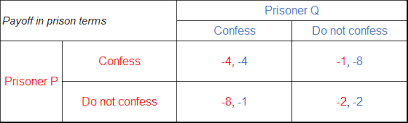 Payoff in prison terms
Prisoner Q
Confess Do not confess
Prisoner P
Confess -4, -4 -1, -8
Do not confess -8, -1 -2, -2